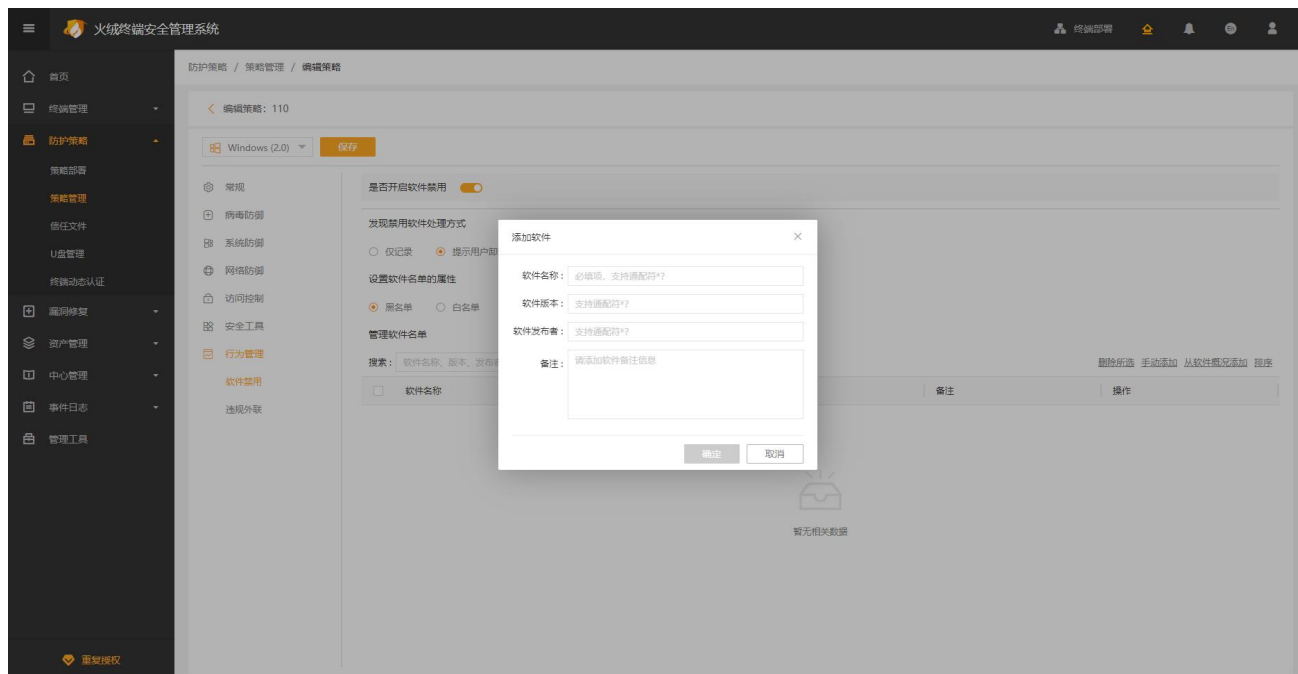 火绒终端安全管理系统
终端部署
首页
终端管理
防护策略
策略部署
策略管理
信任文件
U盘管理
终端动态认证
漏洞修复
资产管理
中心管理
事件日志
管理工具
重复授权
防护策略 / 策略管理 / 编辑策略
编辑策略：110
Windows (2.0)
保存
常规
病毒防御
系统防御
网络防御
访问控制
安全工具
行为管理
软件禁用
违规外联
是否开启软件禁用
发现禁用软件处理方式
仅记录 提示用户卸
设置软件名单的属性
黑名单 白名单
管理软件名单
搜索： 软件名称、版本、发布者
删除所选 手动添加 从软件概况添加 排序
软件名称 备注 操作
暂无相关数据
添加软件
软件名称： 必填项，支持通配符*?
软件版本： 支持通配符*?
软件发布者： 支持通配符*?
备注： 请添加软件备注信息
确定 取消